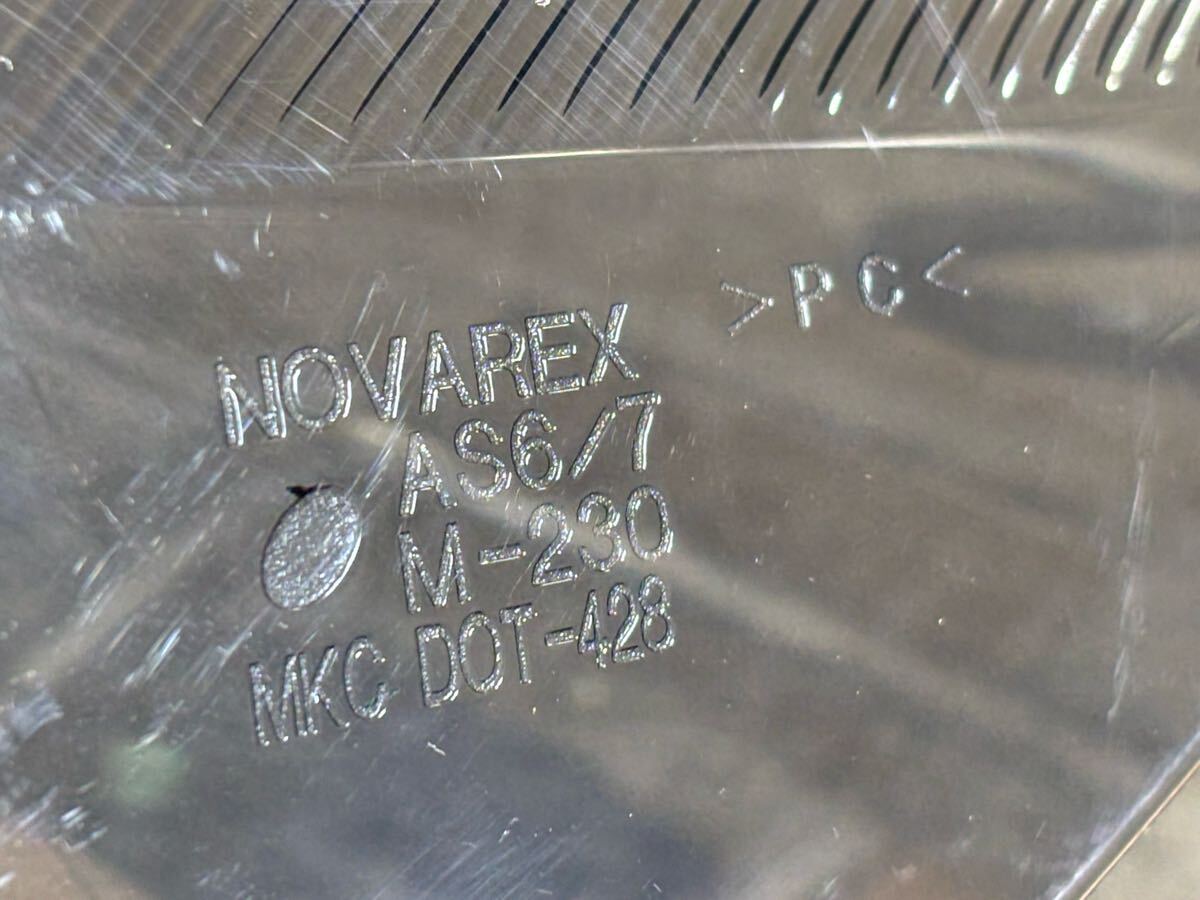 >PC<
NOVAREX
AS6/7
M-230
MKC DOT-428